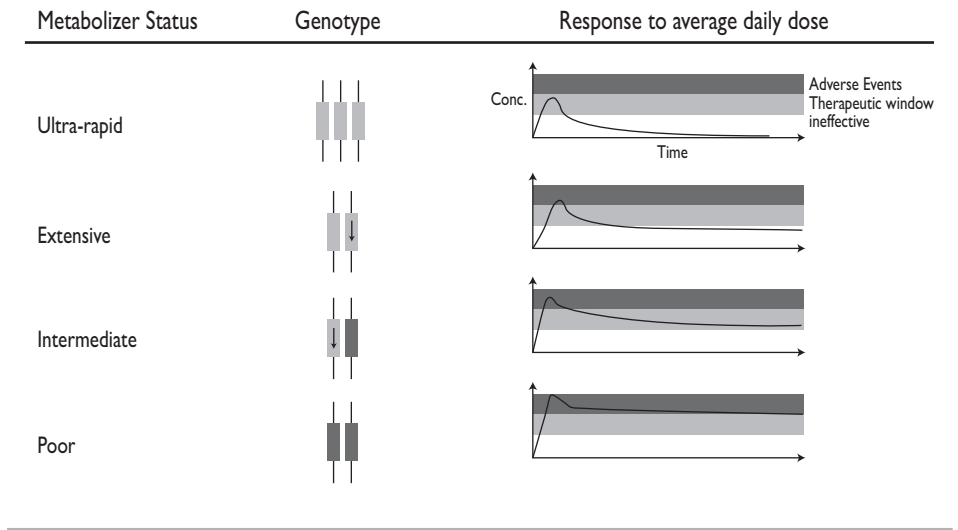 Metabolizer Status Genotype Response to average daily dose
Ultra-rapid
Conc.
Adverse Events
Therapeutic window
ineffective
Time
Extensive
Intermediate
Poor